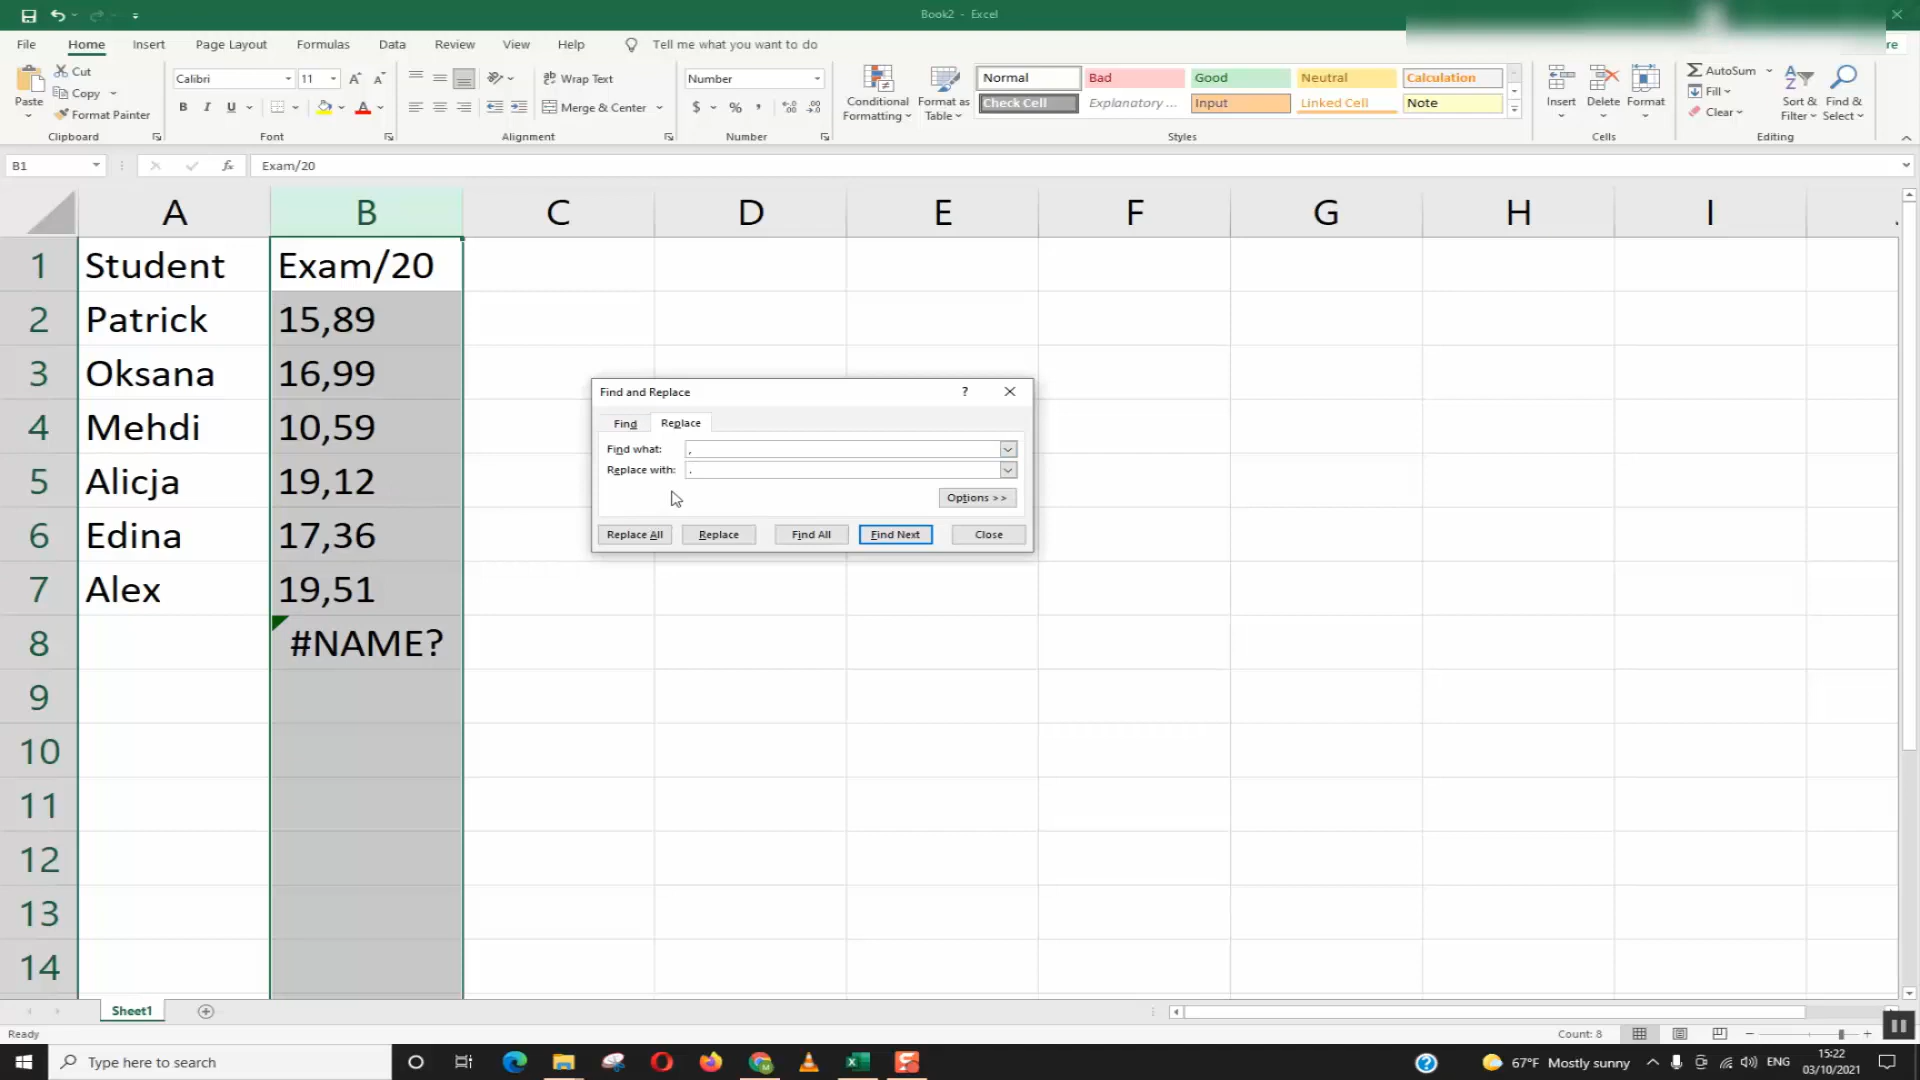 Book2 - Excel
File Home Insert Page Layout Formulas Data Review View Help Tell me what you want to do
Paste
Cut
Copy
Format Painter
Clipboard
Calibri 11
B I U
Font
Wrap Text
Merge & Center
Alignment
Number
$ % ,
Number
Conditional Formatting
Format as Table
Normal Bad Good Neutral Calculation
Check Cell Explanatory ... Input Linked Cell Note
Styles
Insert Delete Format
Cells
AutoSum
Fill
Clear
Sort & Filter
Find & Select
Editing
B1 fx Exam/20
A B C D E F G H I
1 Student Exam/20
2 Patrick 15,89
3 Oksana 16,99
4 Mehdi 10,59
5 Alicja 19,12
6 Edina 17,36
7 Alex 19,51
8 #NAME?
9
10
11
12
13
14
Find and Replace ?
Find Replace
Find what: ,
Replace with: .
Options >>
Replace All Replace Find All Find Next Close
Sheet1
Ready
Count: 8
Type here to search
67°F Mostly sunny
ENG
15:22
03/10/2021